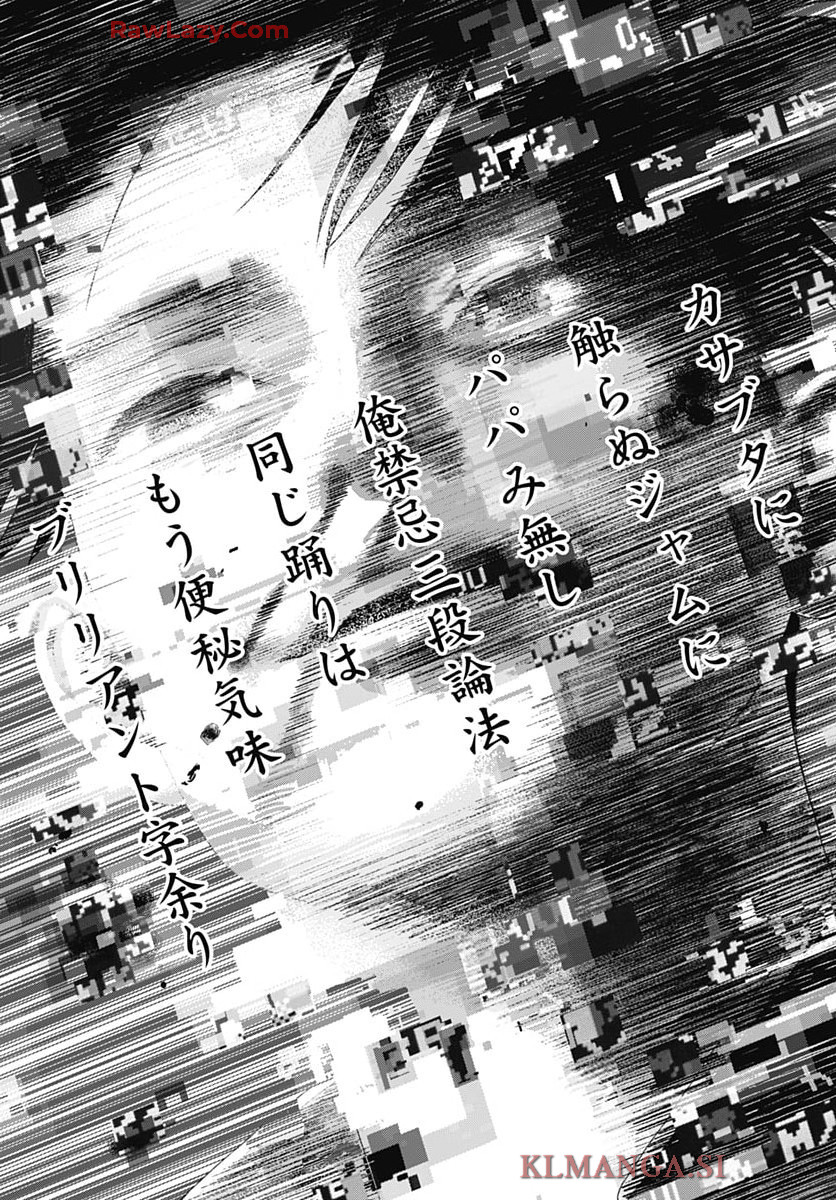 RawLazy.Com
カサブタに
触らぬジャムに
パパみ無し
俺禁忌三段論法
同じ踊りは
もう便秘気味
ブリリアント字余り
KLMANGA.SI